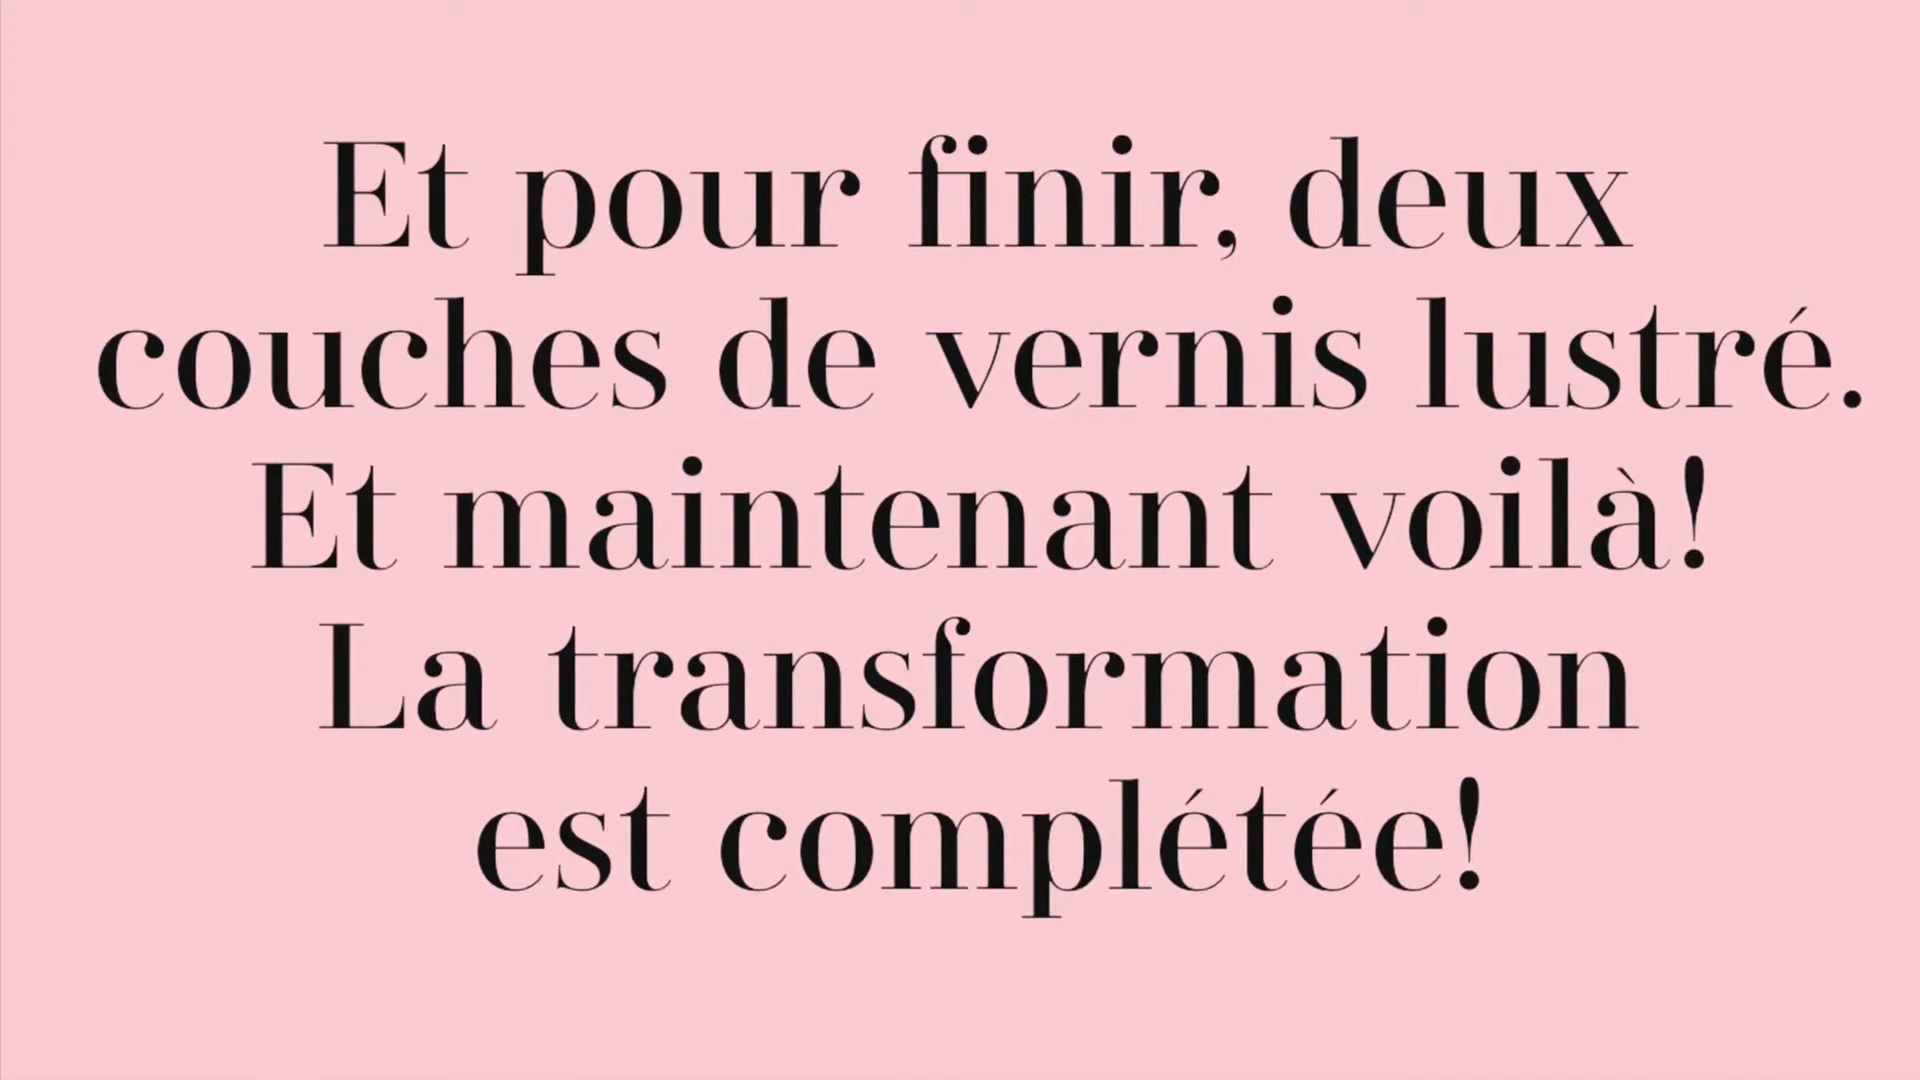 Et pour finir, deux
couches de vernis lustré.
Et maintenant voilà!
La transformation
est complétée!